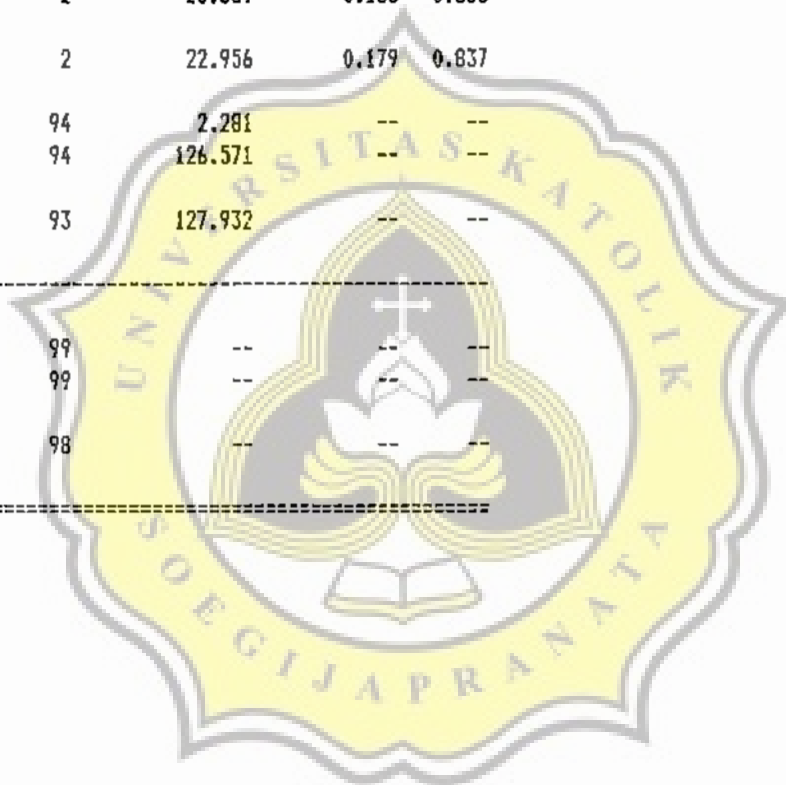 2 22.956 0.179 0.837
94 2.281 -- --
94 126.571 -- --
93 127.932 -- --
99 -- -- --
99 -- -- --
98 -- -- --
UNIVERSITAS KATOLIK
SOEGIJAPRANATA